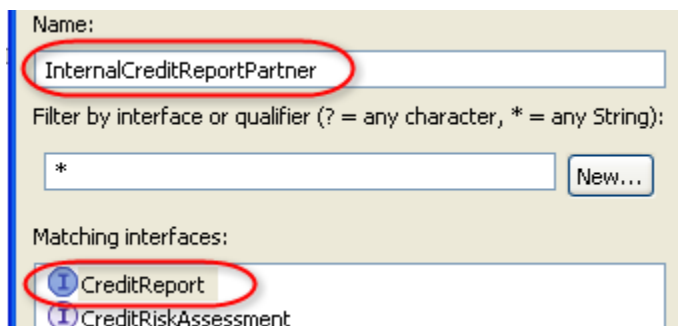 Name:
InternalCreditReportPartner
Filter by interface or qualifier (? = any character, * = any String):
*
New...
Matching interfaces:
I CreditReport
I CreditRiskAssessment